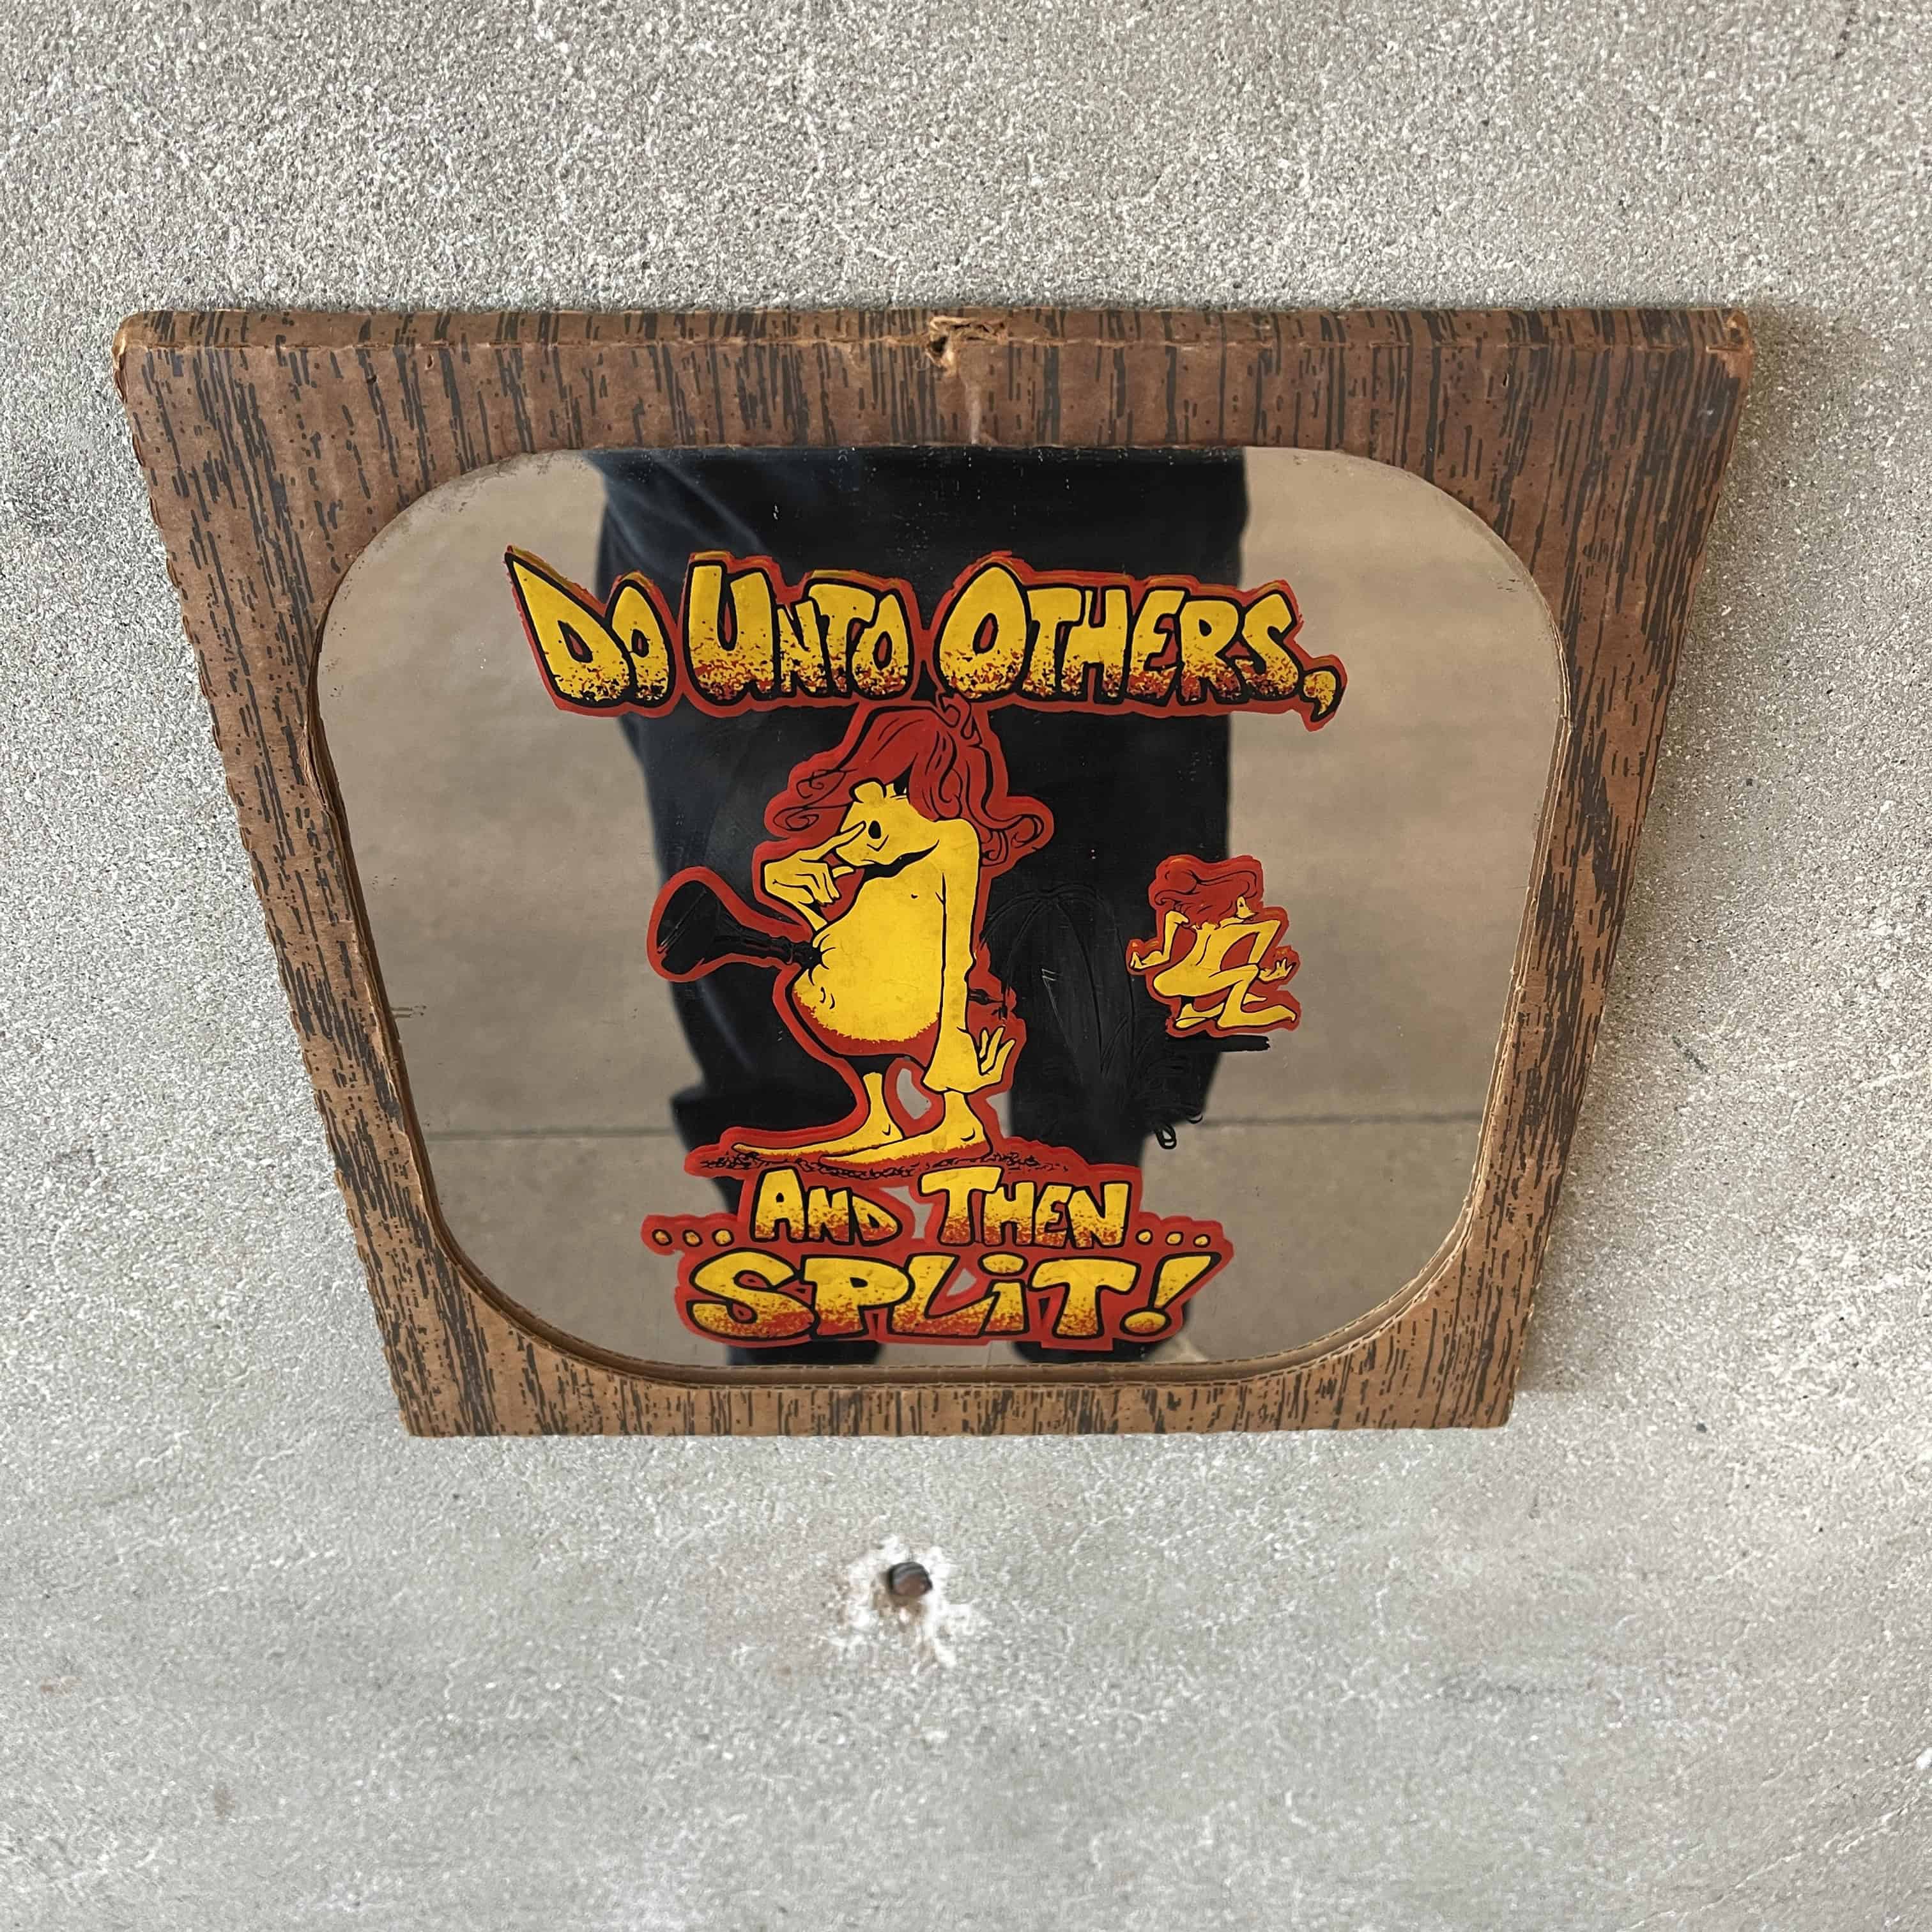 Do Unto Others,
...And Then...
Split!